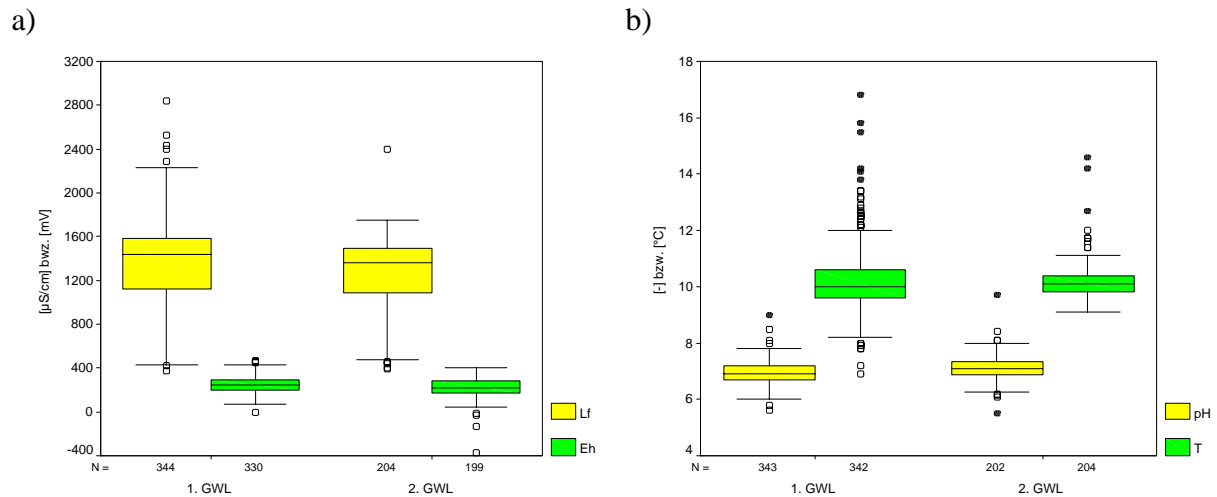 a)
3200
2800
2400
2000
1600
1200
800
400
0
-400
[µS/cm] bwz. [mV]
N = 344 330 204 199
1. GWL 2. GWL
Lf
Eh
b)
18
16
14
12
10
8
6
4
[-] bzw. [°C]
N = 343 342 202 204
1. GWL 2. GWL
pH
T